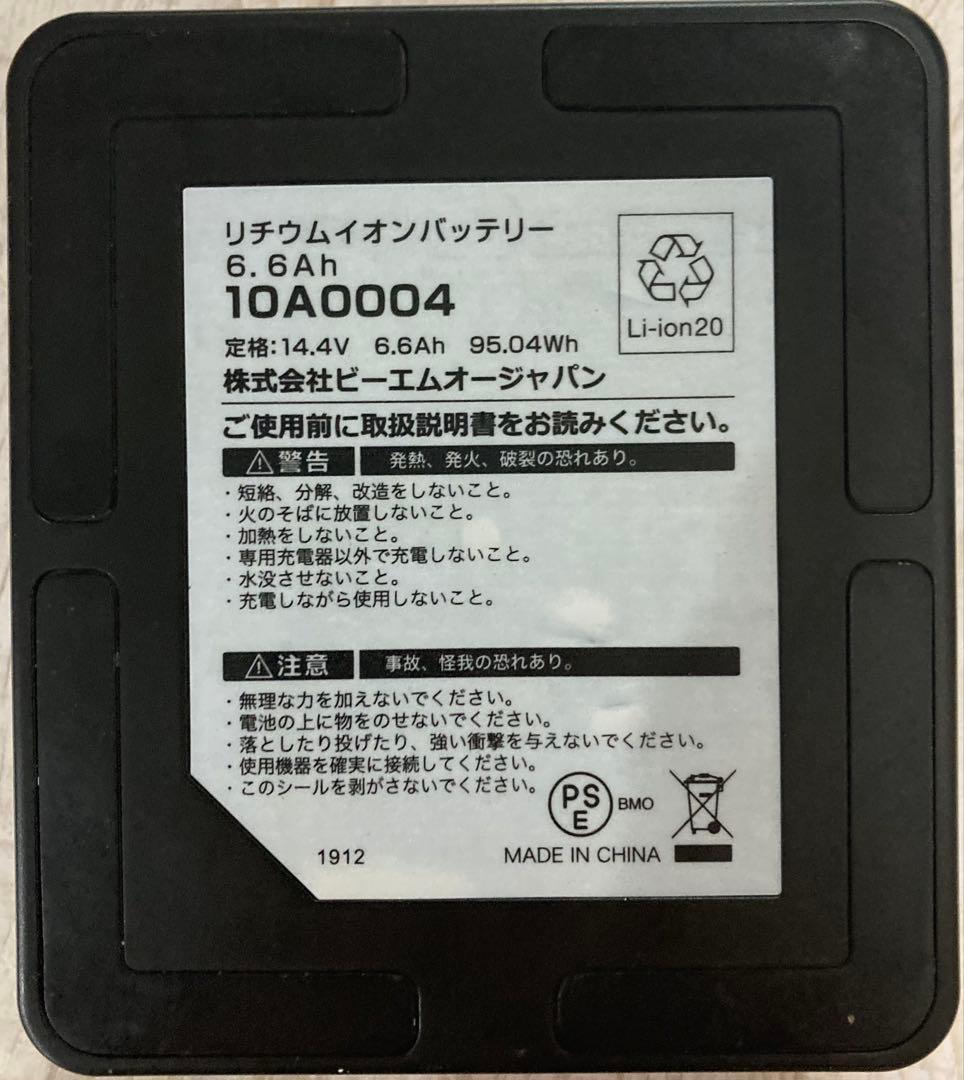 リチウムイオンバッテリー
6.6Ah
10A0004
Li-ion20
定格:14.4V 6.6Ah 95.04Wh
株式会社ビーエムオージャパン
ご使用前に取扱説明書をお読みください。
⚠警告 発熱、発火、破裂の恐れあり。
・短絡、分解、改造をしないこと。
・火のそばに放置しないこと。
・加熱をしないこと。
・専用充電器以外で充電しないこと。
・水没させないこと。
・充電しながら使用しないこと。
⚠注意 事故、怪我の恐れあり。
・無理な力を加えないでください。
・電池の上に物をのせないでください。
・落としたり投げたり、強い衝撃を与えないでください。
・使用機器を確実に接続してください。
・このシールを剥がさないでください。
PS
E
BMO
1912
MADE IN CHINA